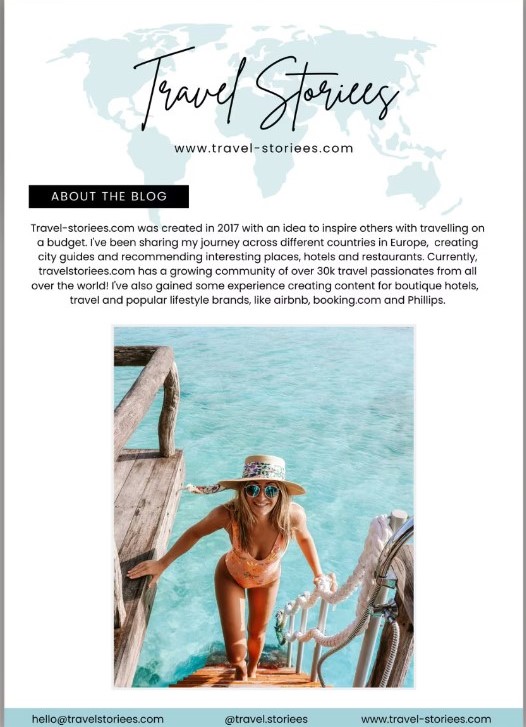 Travel Storiees
www.travel-storiees.com
ABOUT THE BLOG
Travel-storiees.com was created in 2017 with an idea to inspire others with travelling on
a budget. I've been sharing my journey across different countries in Europe, creating
city guides and recommending interesting places, hotels and restaurants. Currently,
travelstoriees.com has a growing community of over 30k travel passionates from all
over the world! I've also gained some experience creating content for boutique hotels,
travel and popular lifestyle brands, like airbnb, booking.com and Phillips.
hello@travelstoriees.com @travel.storiees www.travel-storiees.com